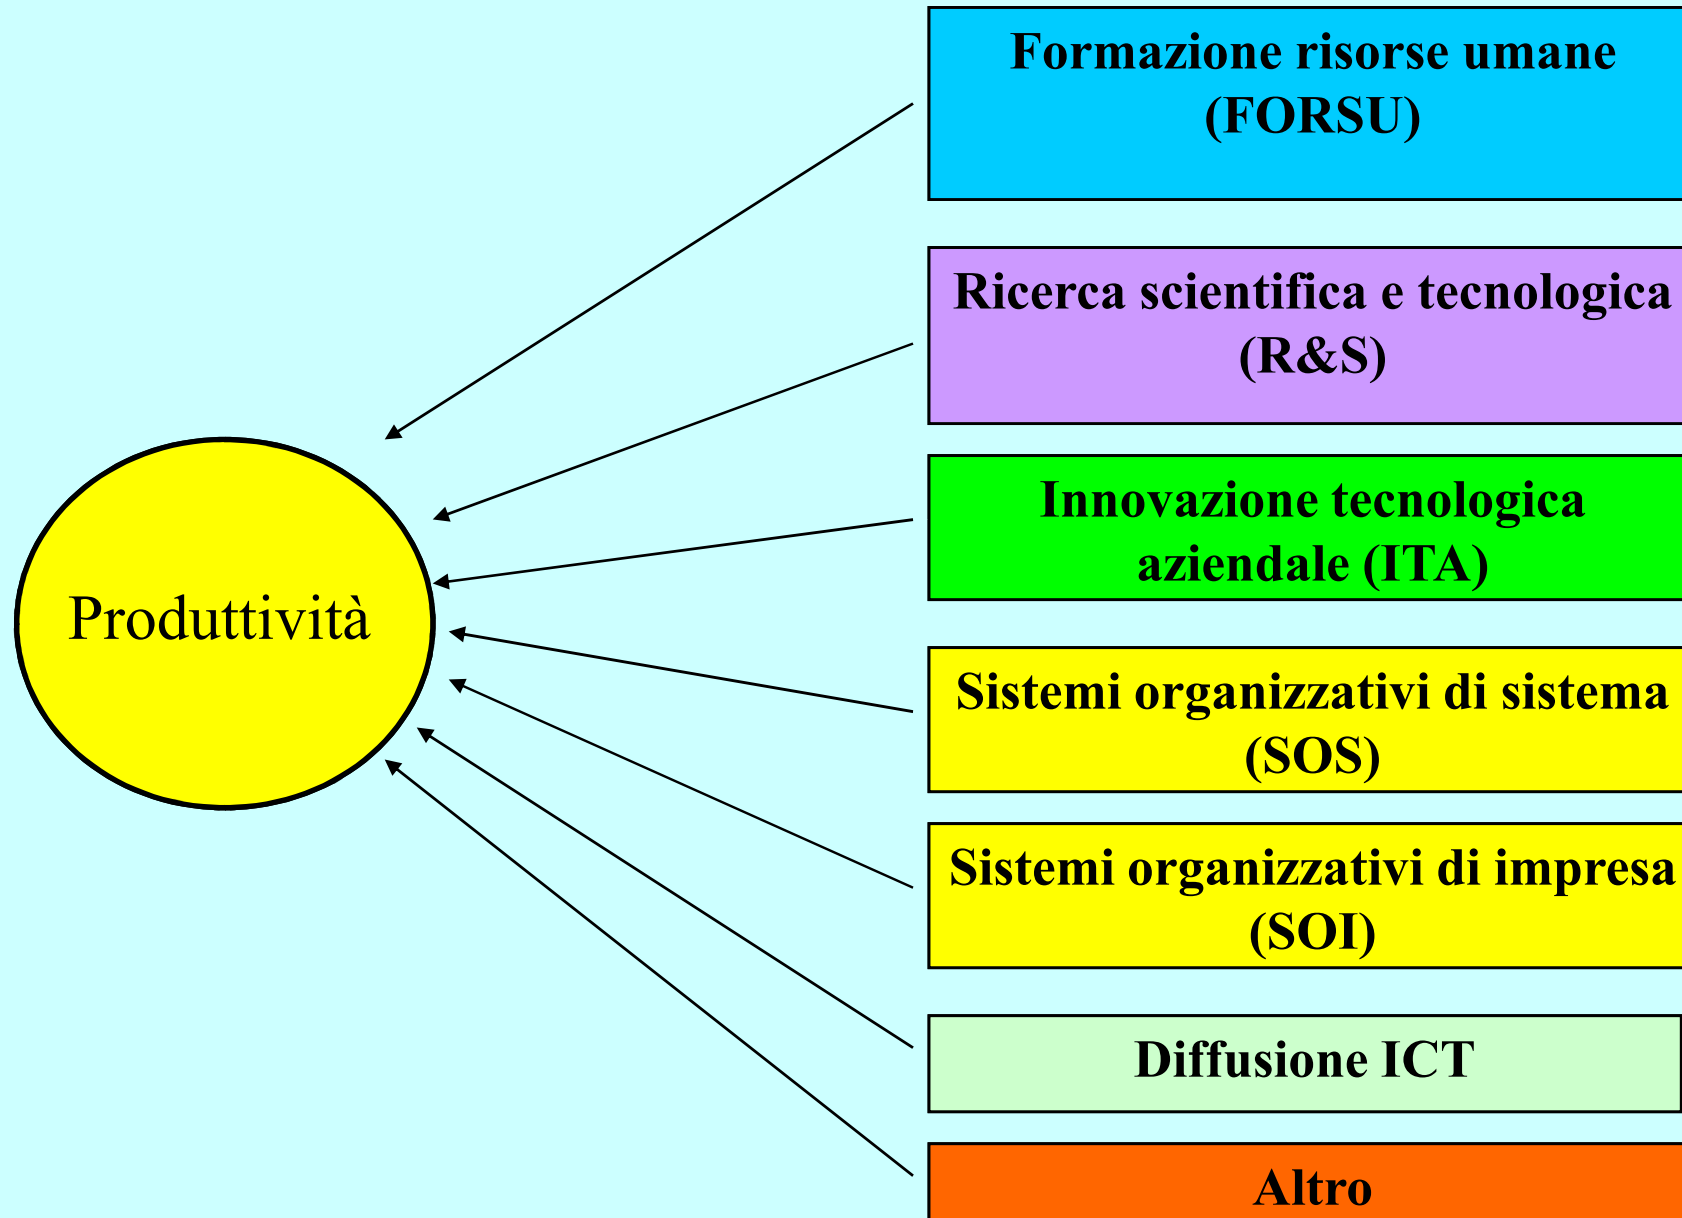 Formazione risorse umane
(FORSU)
Ricerca scientifica e tecnologica
(R&S)
Innovazione tecnologica
aziendale (ITA)
Produttività
Sistemi organizzativi di sistema
(SOS)
Sistemi organizzativi di impresa
(SOI)
Diffusione ICT
Altro